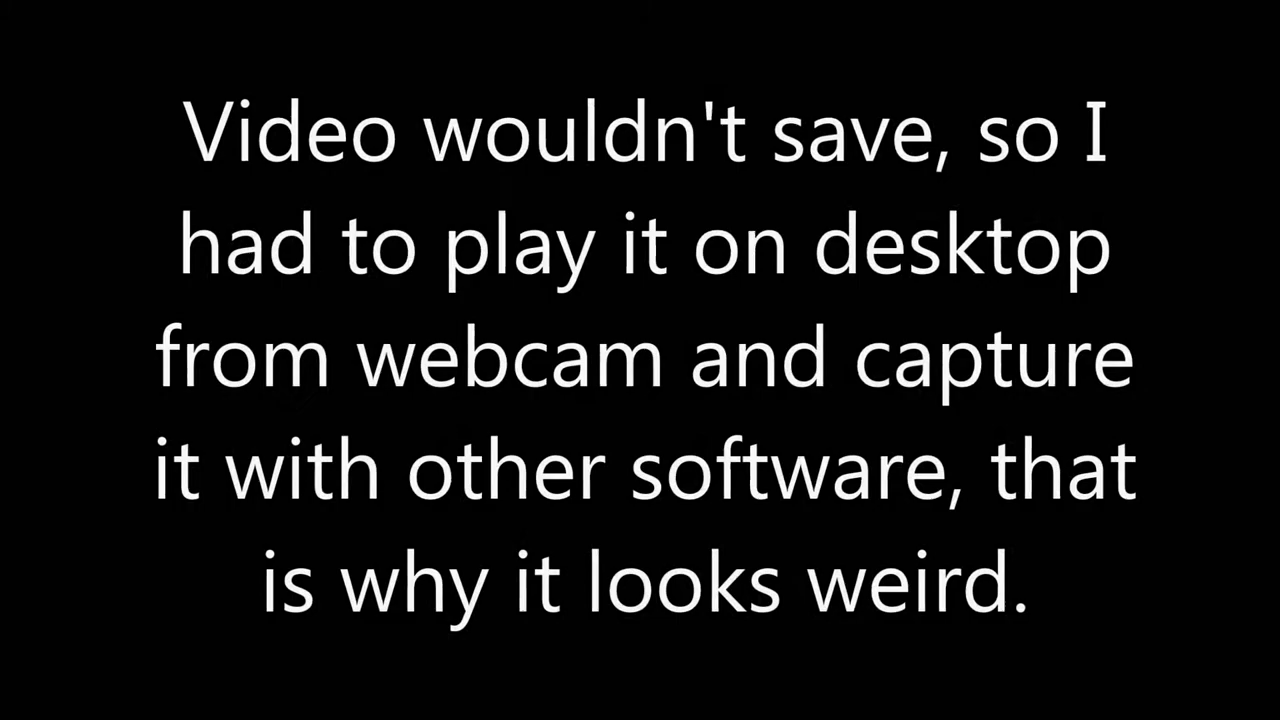 Video wouldn't save, so I
had to play it on desktop
from webcam and capture
it with other software, that
is why it looks weird.